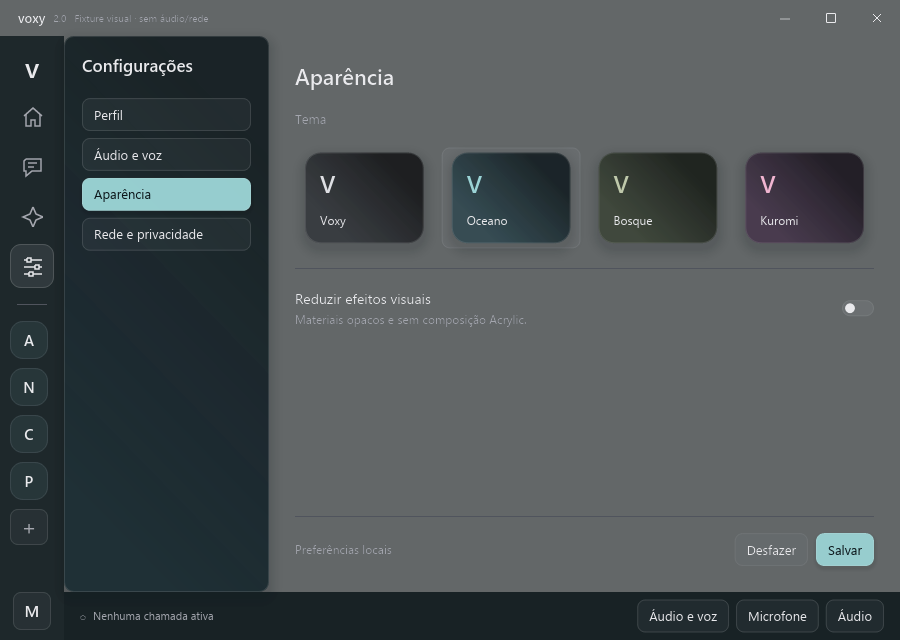 voxy 2.0 Fixture visual · sem áudio/rede
V
Configurações
Perfil
Áudio e voz
Aparência
Rede e privacidade
A
N
C
P
+
M
Aparência
Tema
V
Voxy
V
Oceano
V
Bosque
V
Kuromi
Reduzir efeitos visuais
Materiais opacos e sem composição Acrylic.
Preferências locais
Desfazer
Salvar
Nenhuma chamada ativa
Áudio e voz
Microfone
Áudio